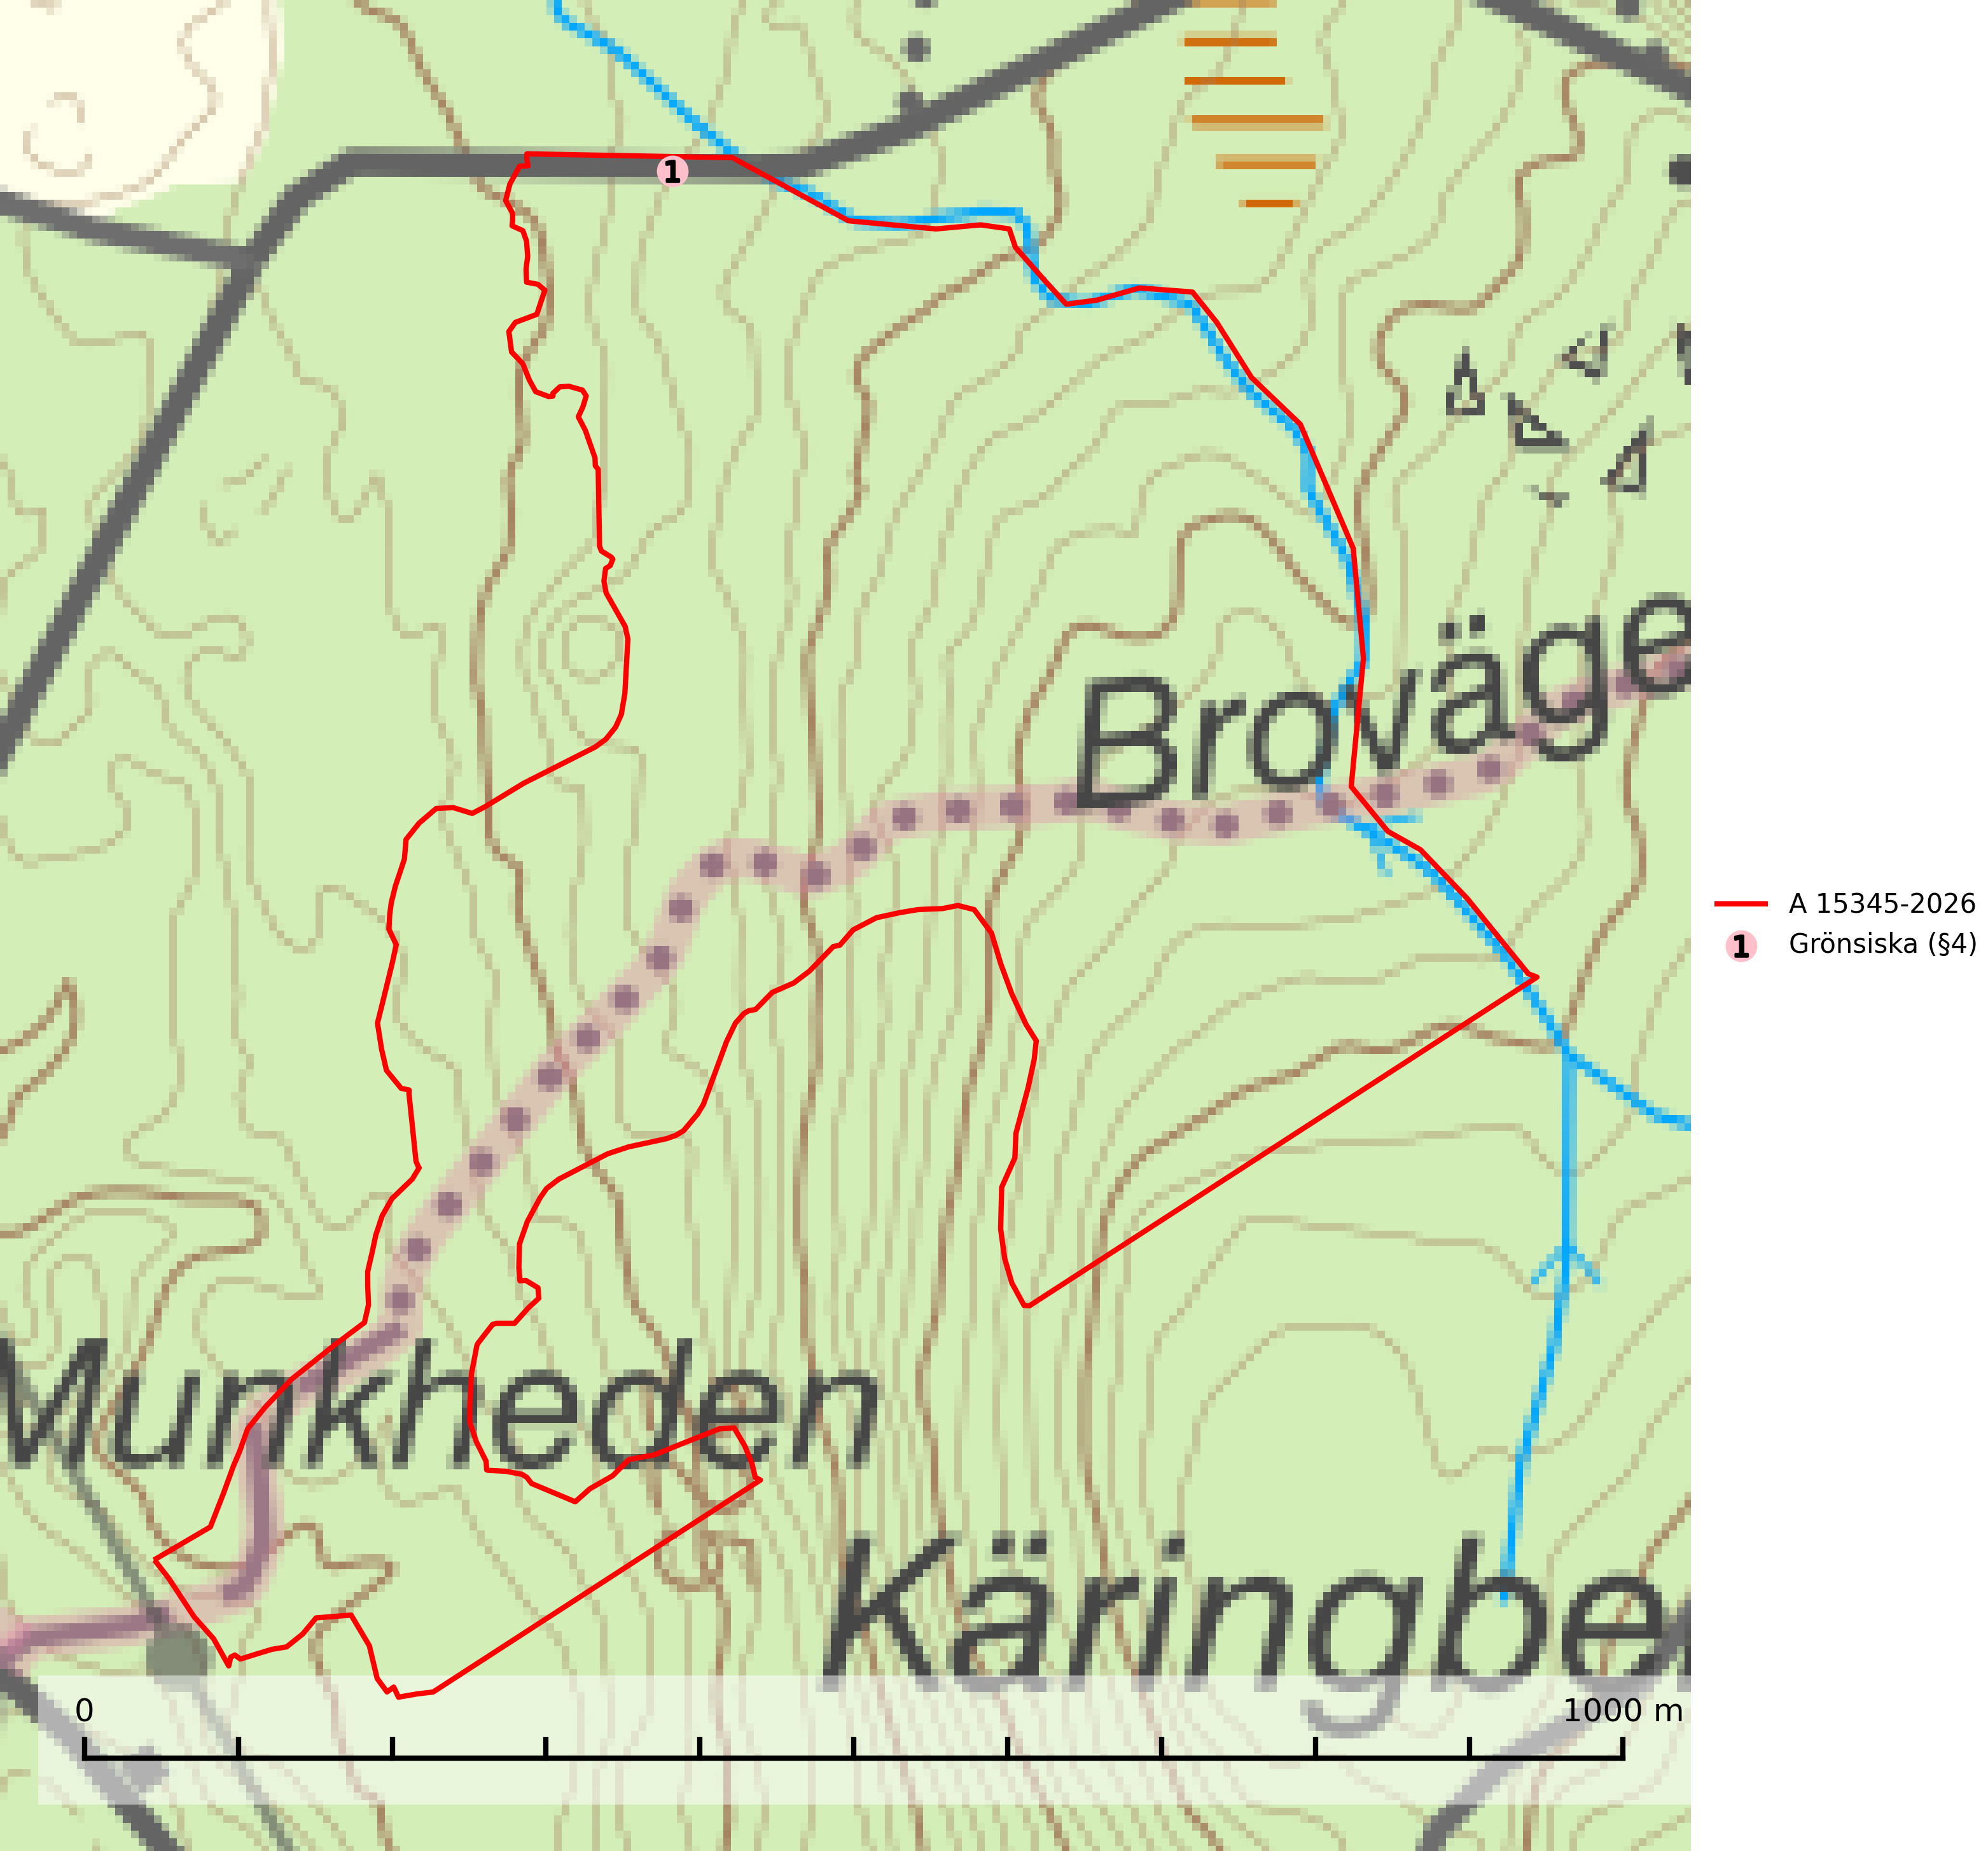 1
Broväge
A 15345-2026
1 Grönsiska (§4)
Munkheden
Käringbe
0 1000 m